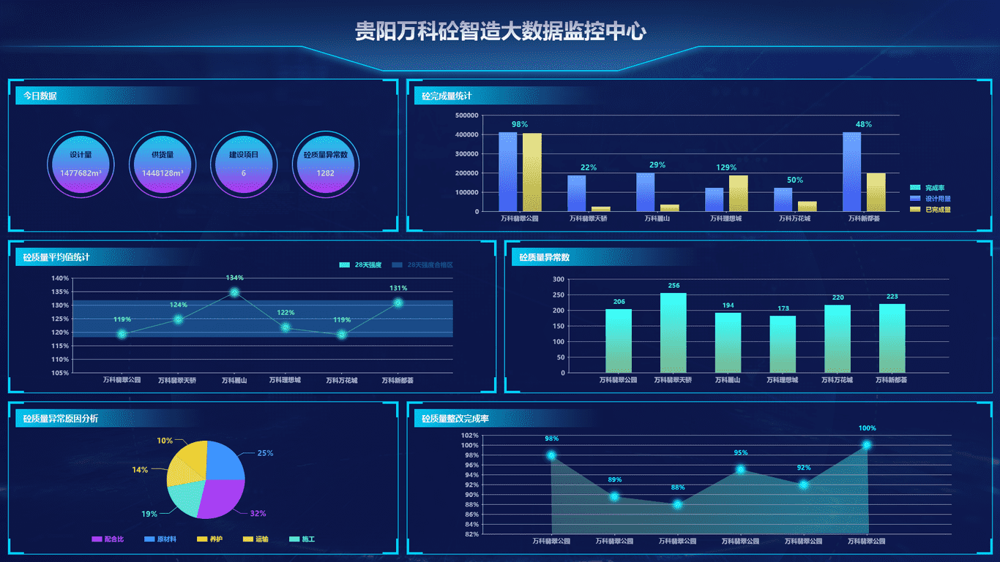 贵阳万科砼智造大数据监控中心
今日数据
设计量
1477682m³
供货量
1448128m³
建设项目
6
砼质量异常数
1282
砼完成量统计
500000
400000
300000
200000
100000
0
98%
22%
29%
129%
50%
48%
万科翡翠公园
万科翡翠天骄
万科麗山
万科理想城
万科万花城
万科新都荟
完成率
设计用量
已完成量
砼质量平均值统计
28天强度
28天强度合格区
140%
135%
130%
125%
120%
115%
110%
105%
119%
124%
134%
122%
119%
131%
万科翡翠公园
万科翡翠天骄
万科麗山
万科理想城
万科万花城
万科新都荟
砼质量异常数
300
250
200
150
100
50
0
206
256
194
173
220
223
万科翡翠公园
万科翡翠天骄
万科麗山
万科理想城
万科万花城
万科新都荟
砼质量异常原因分析
10%
25%
14%
19%
32%
配合比
原材料
养护
运输
施工
砼质量整改完成率
102%
100%
98%
96%
94%
92%
90%
88%
86%
84%
82%
98%
89%
88%
95%
92%
100%
万科翡翠公园
万科翡翠公园
万科翡翠公园
万科翡翠公园
万科翡翠公园
万科翡翠公园